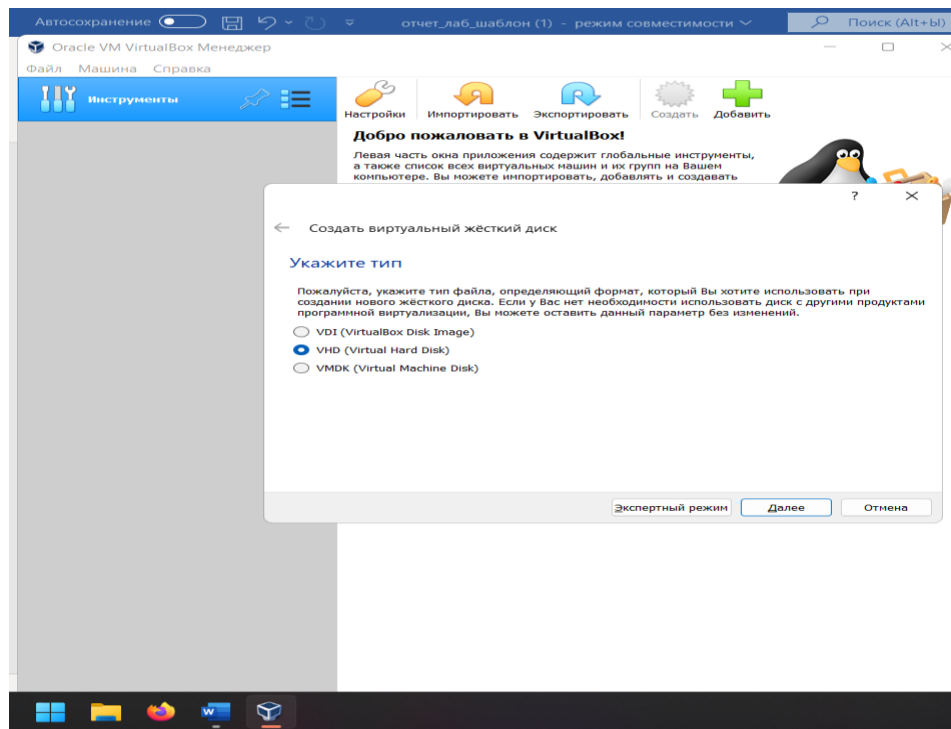 Автосохранение
отчет_лаб_шаблон (1) - режим совместимости
Поиск (Alt+Ы)
Oracle VM VirtualBox Менеджер
Файл Машина Справка
Инструменты
Настройки Импортировать Экспортировать Создать Добавить
Добро пожаловать в VirtualBox!
Левая часть окна приложения содержит глобальные инструменты,
а также список всех виртуальных машин и их групп на Вашем
компьютере. Вы можете импортировать, добавлять и создавать
?
Создать виртуальный жёсткий диск
Укажите тип
Пожалуйста, укажите тип файла, определяющий формат, который Вы хотите использовать при
создании нового жёсткого диска. Если у Вас нет необходимости использовать диск с другими продуктами
программной виртуализации, Вы можете оставить данный параметр без изменений.
VDI (VirtualBox Disk Image)
VHD (Virtual Hard Disk)
VMDK (Virtual Machine Disk)
Экспертный режим Далее Отмена